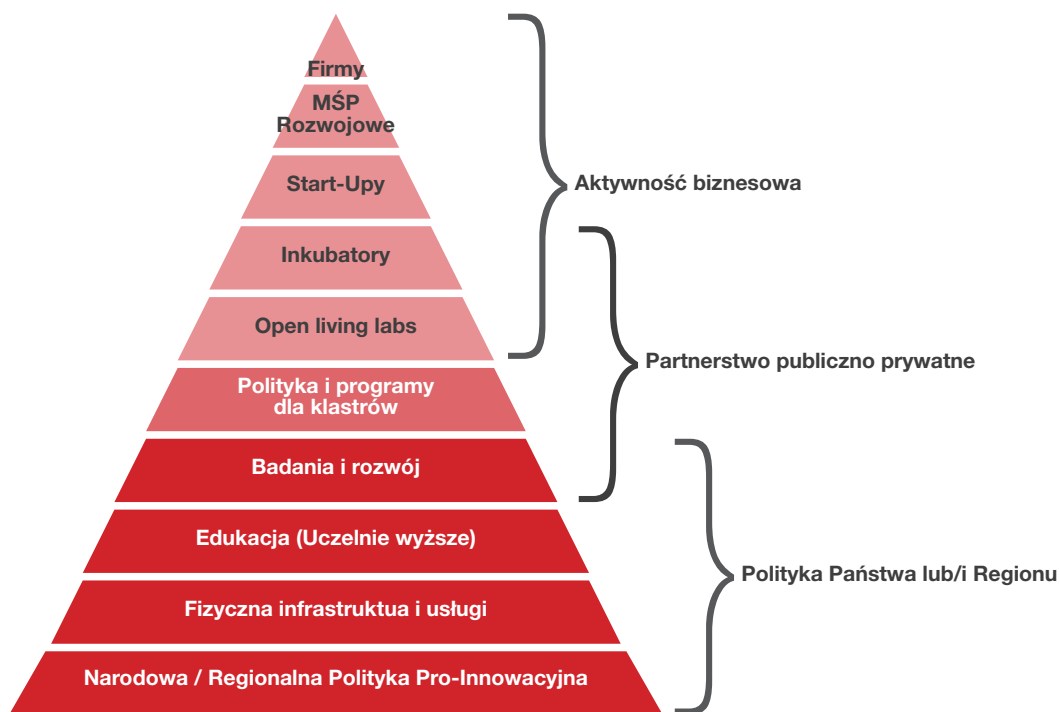 Firmy
MŚP
Rozwojowe
Start-Upy
Aktywność biznesowa
Inkubatory
Open living labs
Partnerstwo publiczno prywatne
Polityka i programy
dla klastrów
Badania i rozwój
Edukacja (Uczelnie wyższe)
Polityka Państwa lub/i Regionu
Fizyczna infrastruktua i usługi
Narodowa / Regionalna Polityka Pro-Innowacyjna